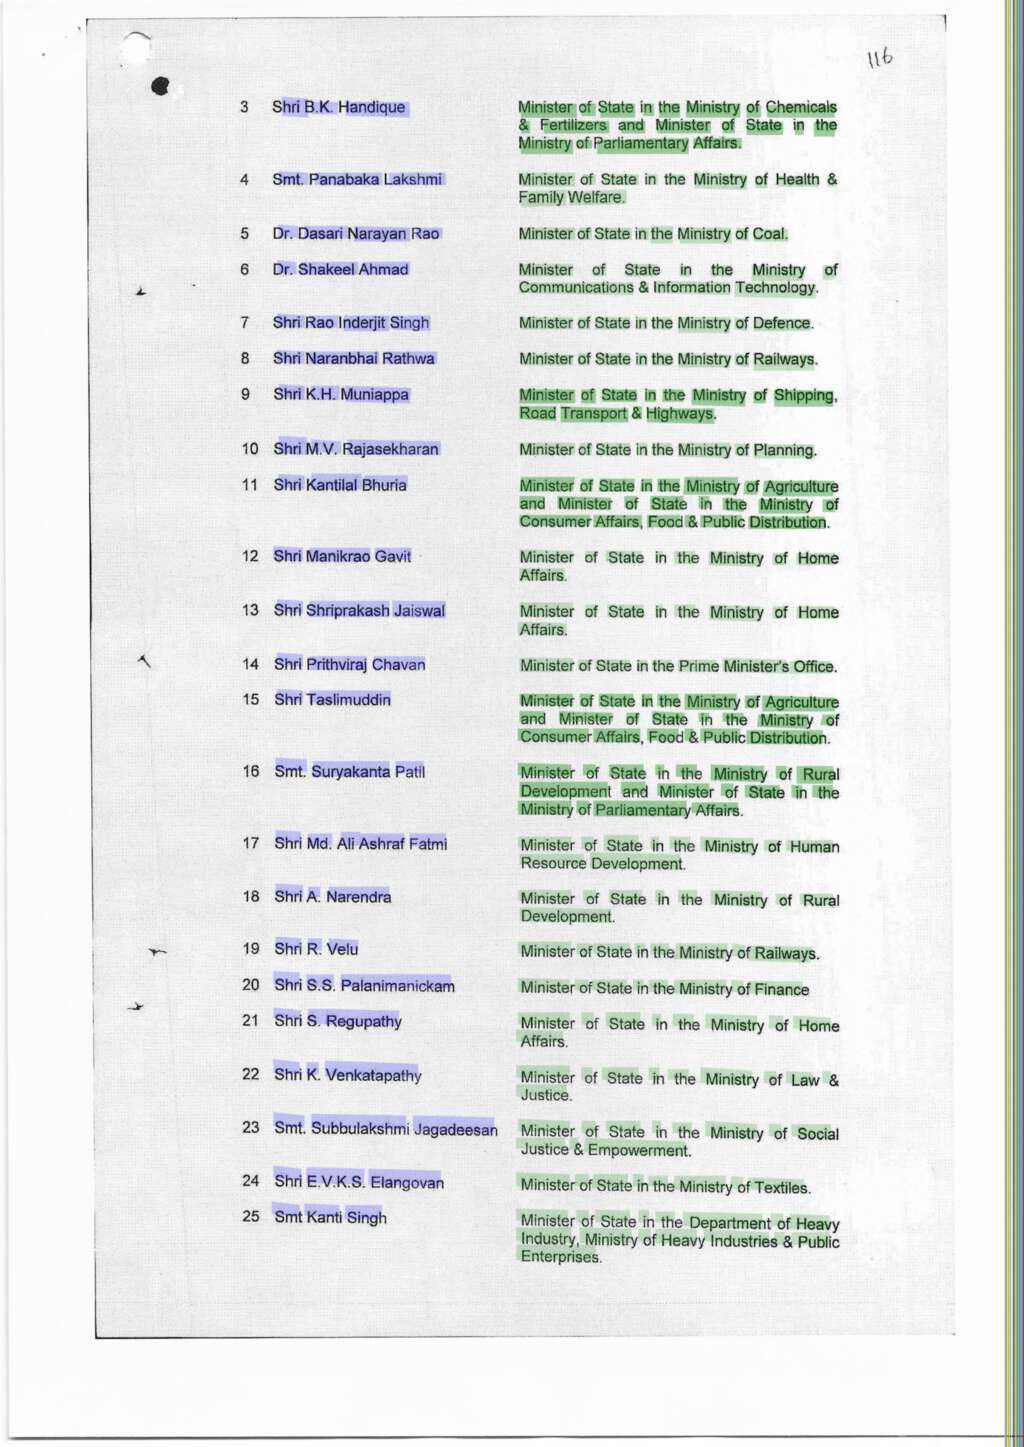 116
3 Shri B.K. Handique Minister of State in the Ministry of Chemicals
& Fertilizers and Minister of State in the
Ministry of Parliamentary Affairs.
4 Smt. Panabaka Lakshmi Minister of State in the Ministry of Health &
Family Welfare.
5 Dr. Dasari Narayan Rao Minister of State in the Ministry of Coal.
6 Dr. Shakeel Ahmad Minister of State in the Ministry of
Communications & Information Technology.
7 Shri Rao Inderjit Singh Minister of State in the Ministry of Defence.
8 Shri Naranbhai Rathwa Minister of State in the Ministry of Railways.
9 Shri K.H. Muniappa Minister of State in the Ministry of Shipping,
Road Transport & Highways.
10 Shri M.V. Rajasekharan Minister of State in the Ministry of Planning.
11 Shri Kantilal Bhuria Minister of State in the Ministry of Agriculture
and Minister of State in the Ministry of
Consumer Affairs, Food & Public Distribution.
12 Shri Manikrao Gavit Minister of State in the Ministry of Home
Affairs.
13 Shri Shriprakash Jaiswal Minister of State in the Ministry of Home
Affairs.
14 Shri Prithviraj Chavan Minister of State in the Prime Minister's Office.
15 Shri Taslimuddin Minister of State in the Ministry of Agriculture
and Minister of State in the Ministry of
Consumer Affairs, Food & Public Distribution.
16 Smt. Suryakanta Patil Minister of State in the Ministry of Rural
Development and Minister of State in the
Ministry of Parliamentary Affairs.
17 Shri Md. Ali Ashraf Fatmi Minister of State in the Ministry of Human
Resource Development.
18 Shri A. Narendra Minister of State in the Ministry of Rural
Development.
19 Shri R. Velu Minister of State in the Ministry of Railways.
20 Shri S.S. Palanimanickam Minister of State in the Ministry of Finance
21 Shri S. Regupathy Minister of State in the Ministry of Home
Affairs.
22 Shri K. Venkatapathy Minister of State in the Ministry of Law &
Justice.
23 Smt. Subbulakshmi Jagadeesan Minister of State in the Ministry of Social
Justice & Empowerment.
24 Shri E.V.K.S. Elangovan Minister of State in the Ministry of Textiles.
25 Smt Kanti Singh Minister of State in the Department of Heavy
Industry, Ministry of Heavy Industries & Public
Enterprises.